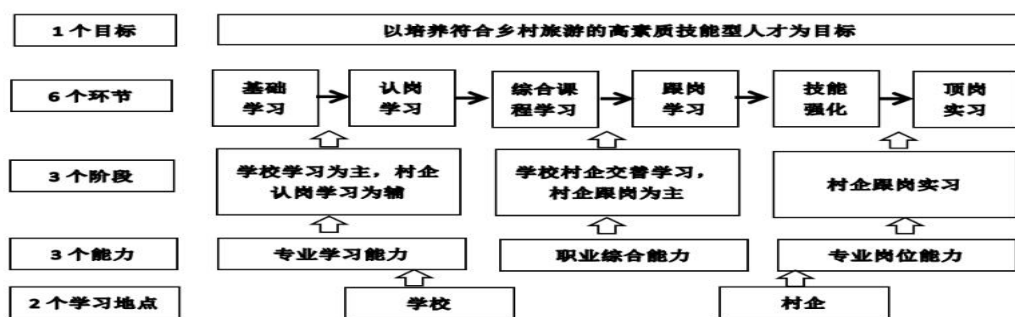 1 个目标
以培养符合乡村旅游的高素质技能型人才为目标
6 个环节
基础
学习
认岗
学习
综合课
程学习
跟岗
学习
技能
强化
顶岗
实习
3 个阶段
学校学习为主，村企
认岗学习为辅
学校村企交替学习，
村企跟岗为主
村企跟岗实习
3 个能力
专业学习能力
职业综合能力
专业岗位能力
2 个学习地点
学校
村企